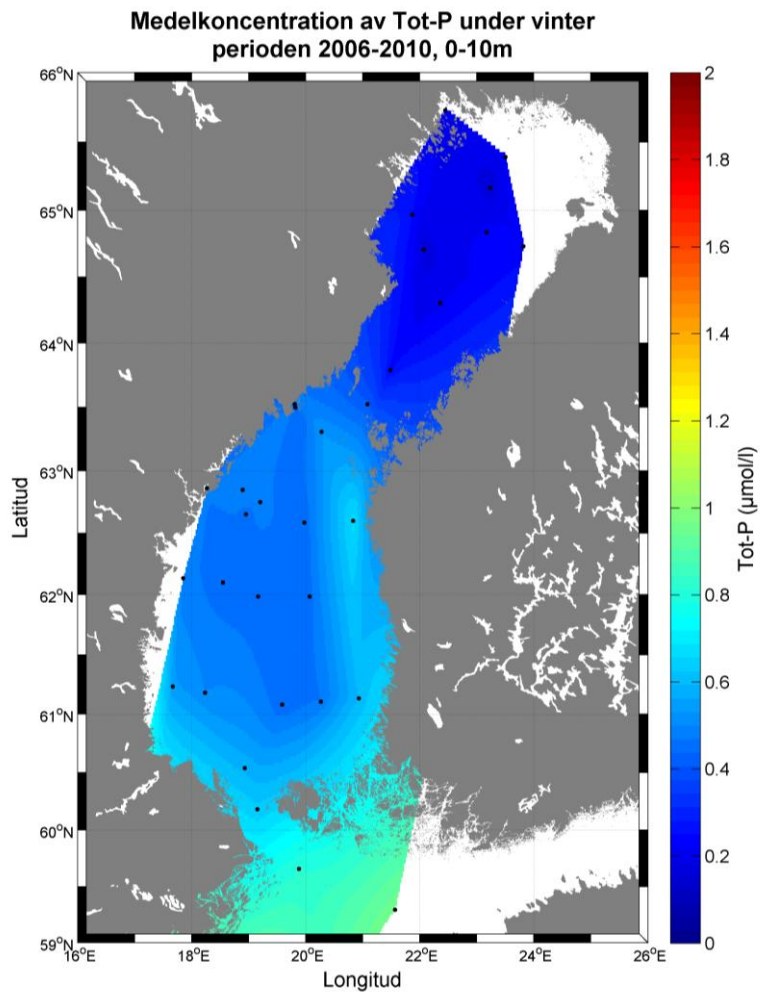 Medelkoncentration av Tot-P under vinter
perioden 2006-2010, 0-10m
66°N
65°N
64°N
63°N
62°N
61°N
60°N
59°N
Latitud
16°E
18°E
20°E
22°E
24°E
26°E
Longitud
2
1.8
1.6
1.4
1.2
1
0.8
0.6
0.4
0.2
0
Tot-P (μmol/l)